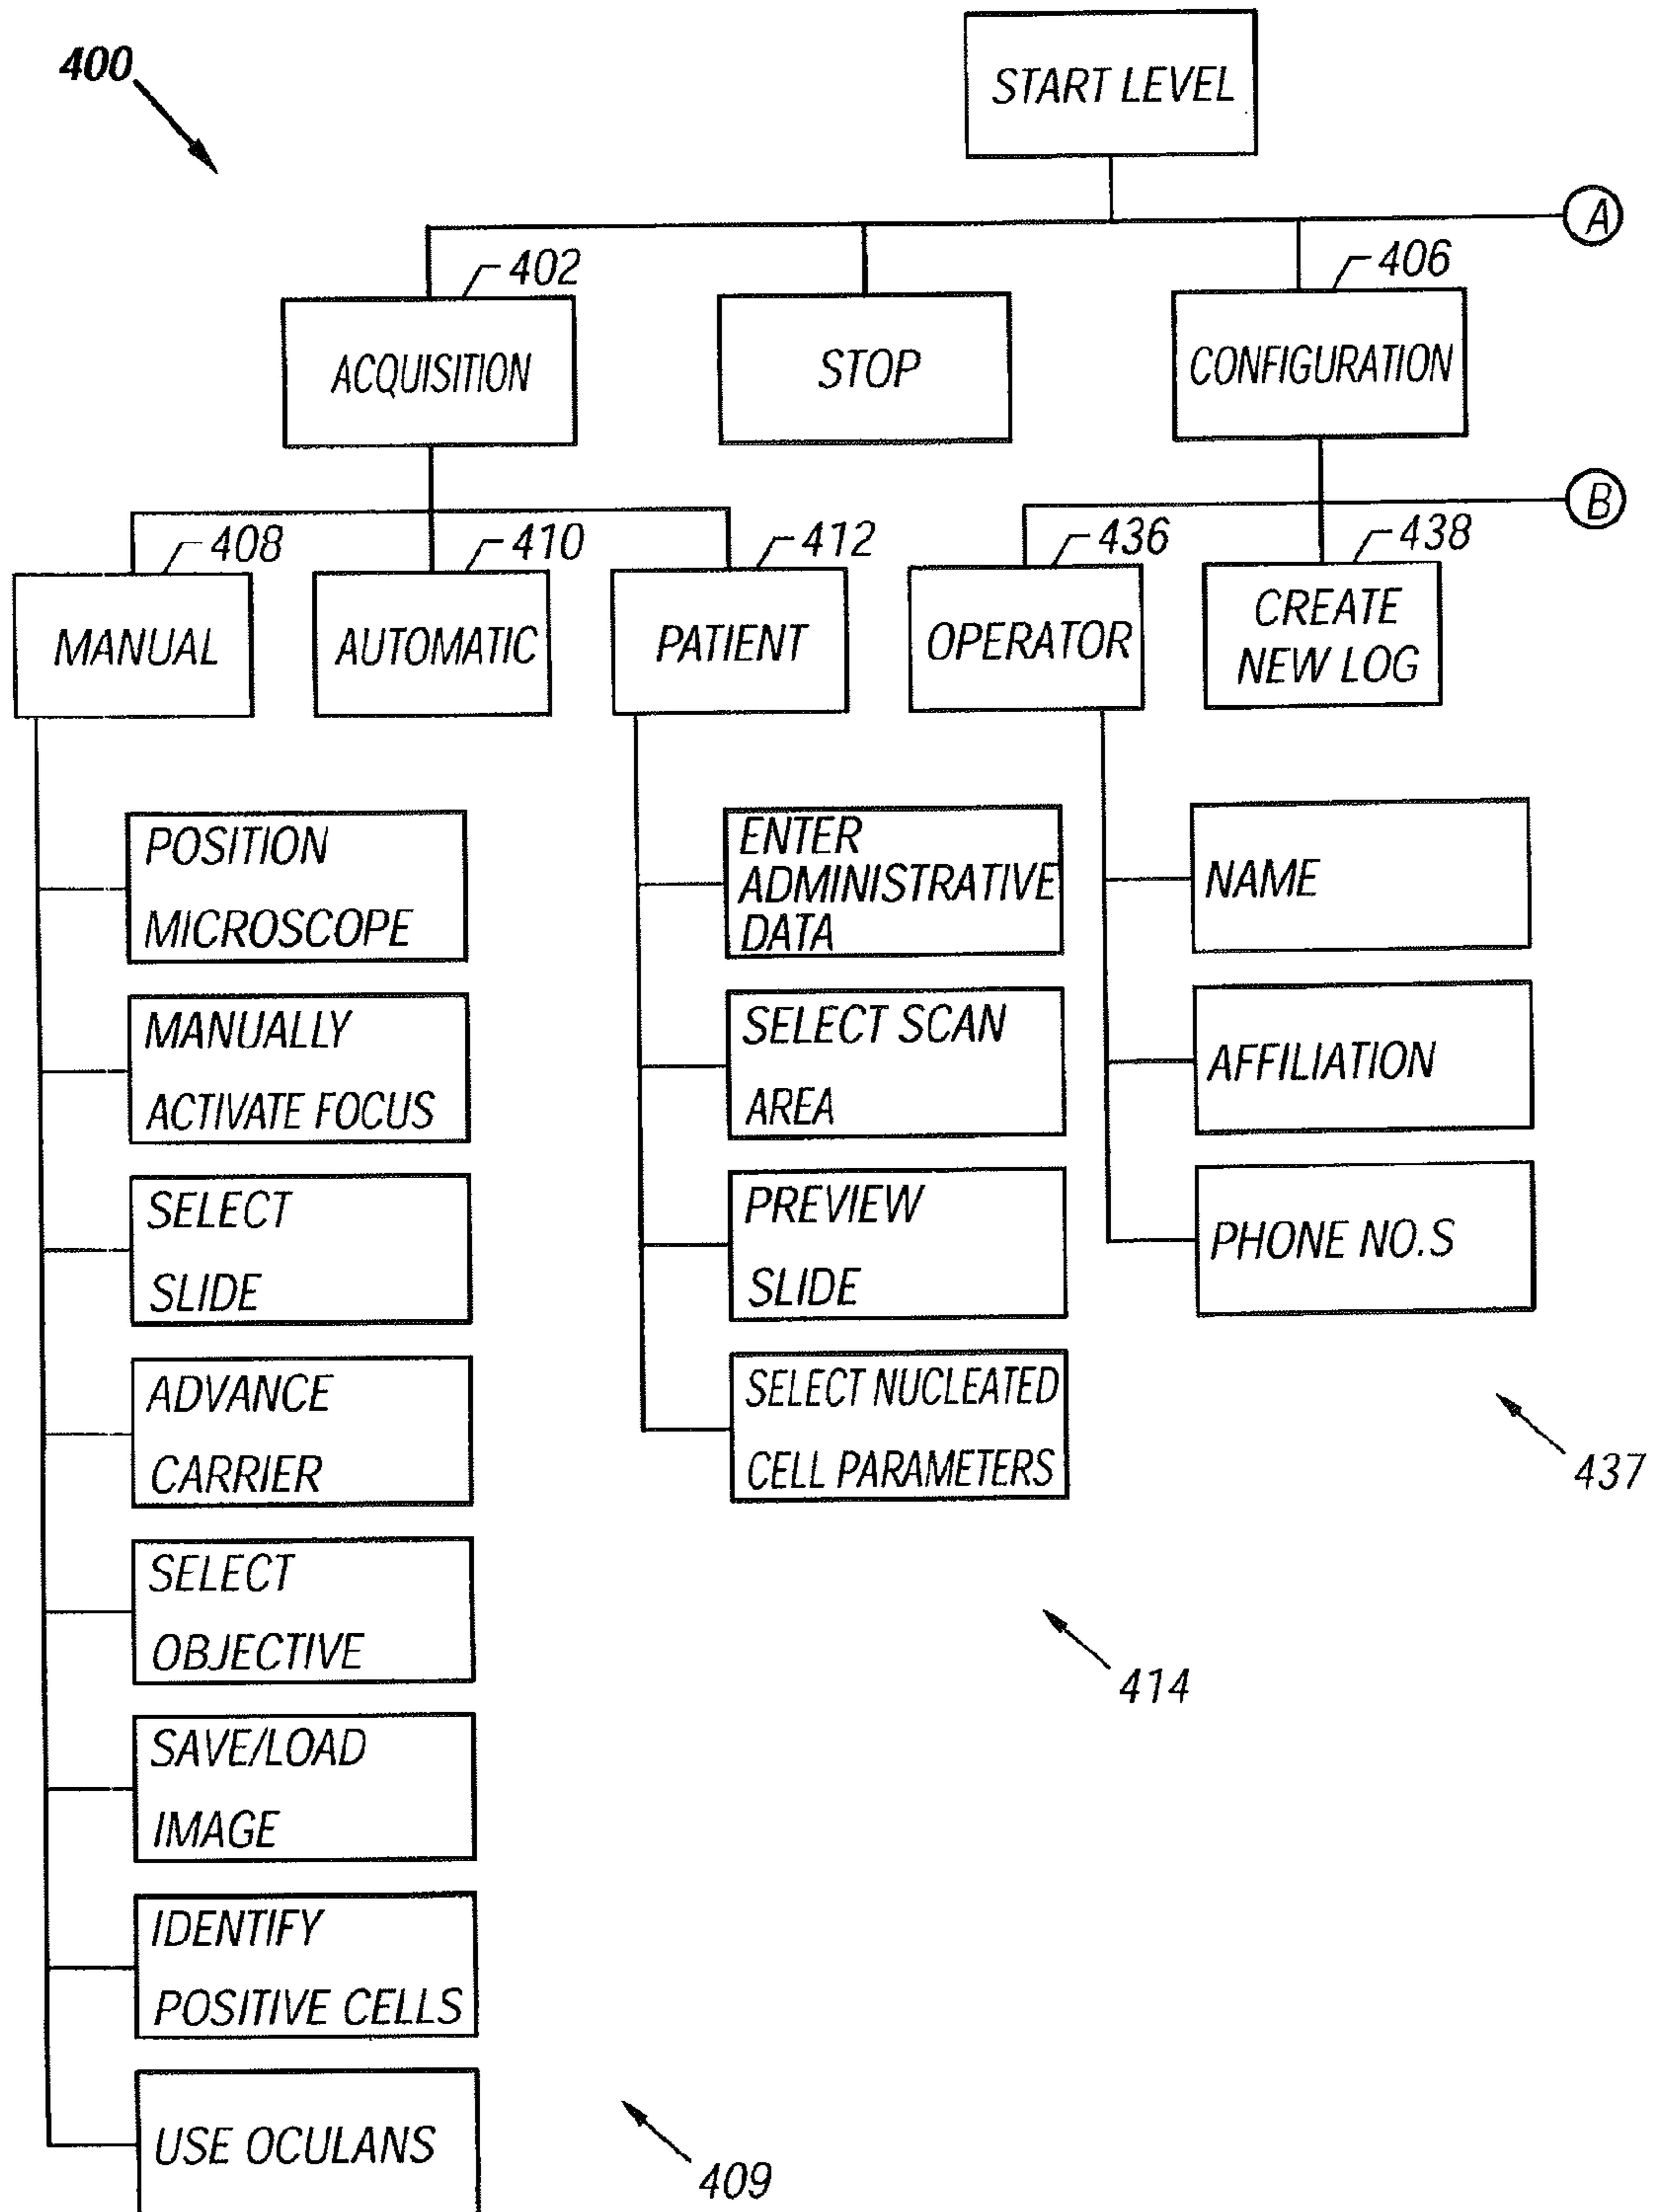 400
START LEVEL
A
402
406
ACQUISITION
STOP
CONFIGURATION
B
408
410
412
436
438
MANUAL
AUTOMATIC
PATIENT
OPERATOR
CREATE
NEW LOG
POSITION
MICROSCOPE
MANUALLY
ACTIVATE FOCUS
SELECT
SLIDE
ADVANCE
CARRIER
SELECT
OBJECTIVE
SAVE/LOAD
IMAGE
IDENTIFY
POSITIVE CELLS
USE OCULANS
409
ENTER
ADMINISTRATIVE
DATA
SELECT SCAN
AREA
PREVIEW
SLIDE
SELECT NUCLEATED
CELL PARAMETERS
414
NAME
AFFILIATION
PHONE NO.S
437